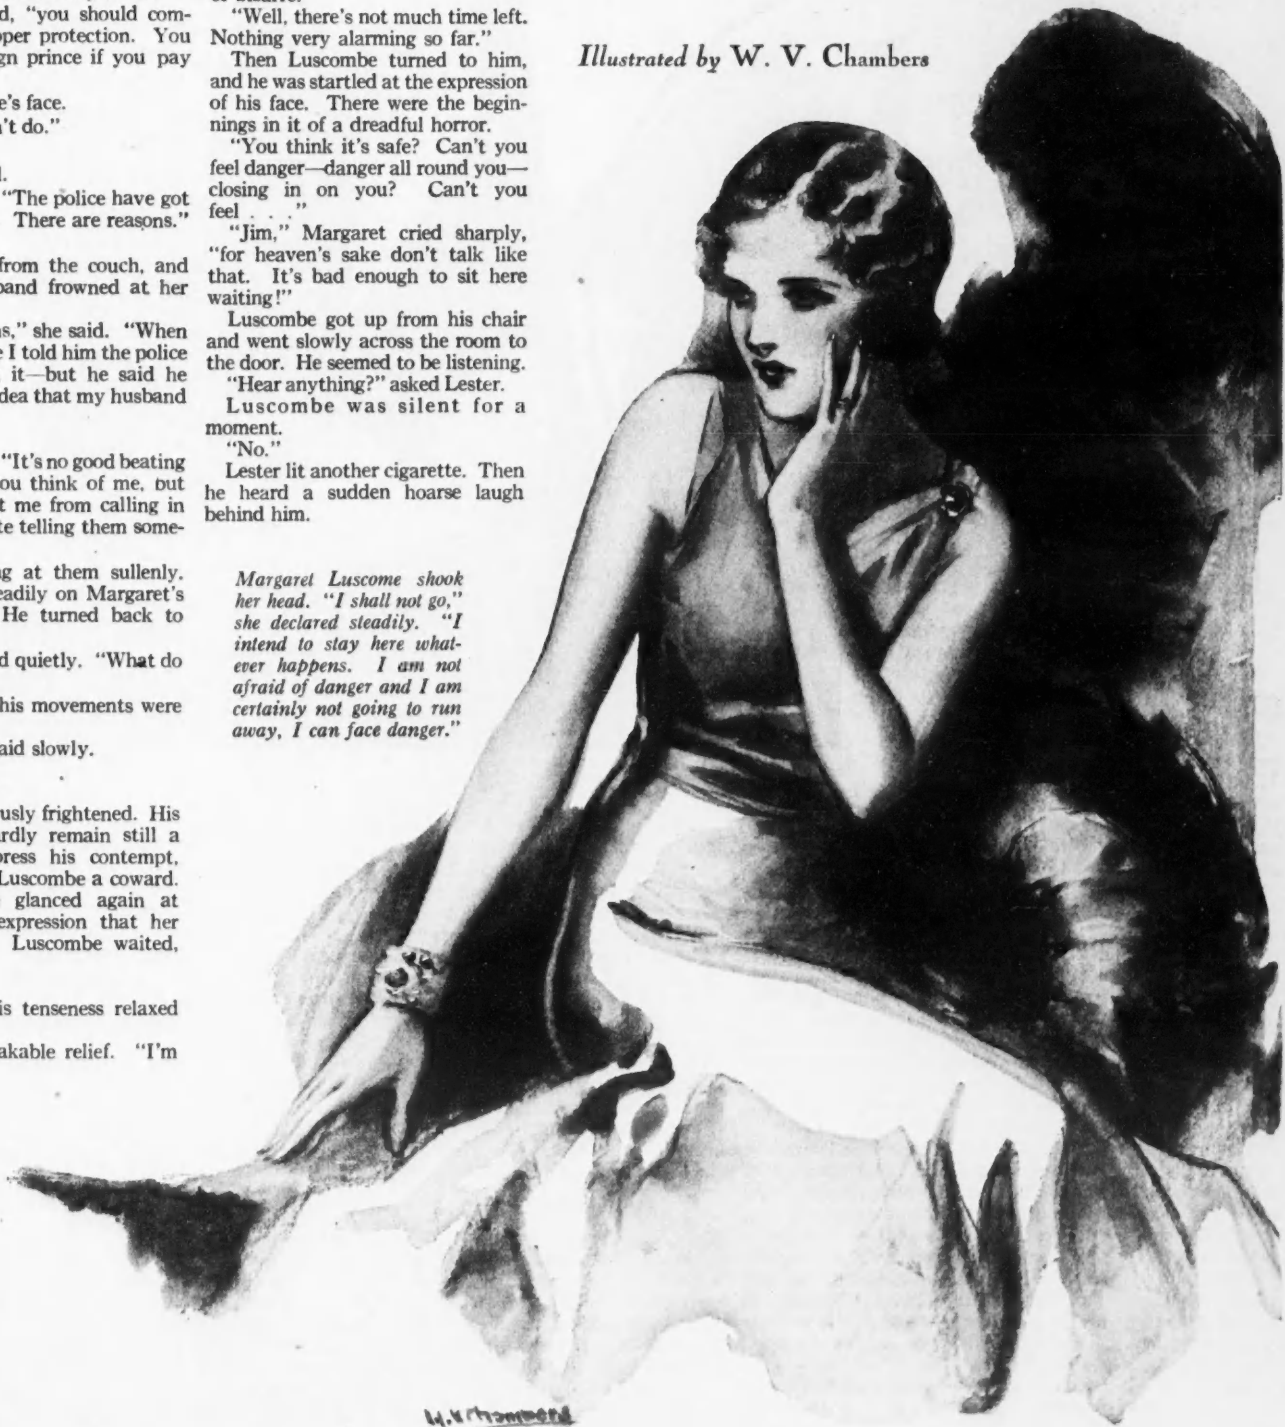 d, “you should com-
oper protection. You
gn prince if you pay
e's face.
't do.”
l.
“The police have got
There are reasons.”
from the couch, and
band frowned at her
s,” she said. “When
e I told him the police
it—but he said he
dea that my husband
“It's no good beating
ou think of me, but
t me from calling in
te telling them some-
g at them sullenly.
eadily on Margaret's
He turned back to
d quietly. “What do
his movements were
aid slowly.
usly frightened. His
ardly remain still a
press his contempt,
Luscombe a coward.
glanced again at
expression that her
Luscombe waited,
is tenseness relaxed
akable relief. “I'm
“Well, there's not much time left.
Nothing very alarming so far.”
Then Luscombe turned to him,
and he was startled at the expression
of his face. There were the begin-
nings in it of a dreadful horror.
“You think it's safe? Can't you
feel danger—danger all round you—
closing in on you? Can't you
feel . . .”
“Jim,” Margaret cried sharply,
“for heaven's sake don't talk like
that. It's bad enough to sit here
waiting!”
Luscombe got up from his chair
and went slowly across the room to
the door. He seemed to be listening.
“Hear anything?” asked Lester.
Luscombe was silent for a
moment.
“No.”
Lester lit another cigarette. Then
he heard a sudden hoarse laugh
behind him.
Margaret Luscome shook
her head. “I shall not go,”
she declared steadily. “I
intend to stay here what-
ever happens. I am not
afraid of danger and I am
certainly not going to run
away, I can face danger.”
Illustrated by W. V. Chambers
W.V Chambers